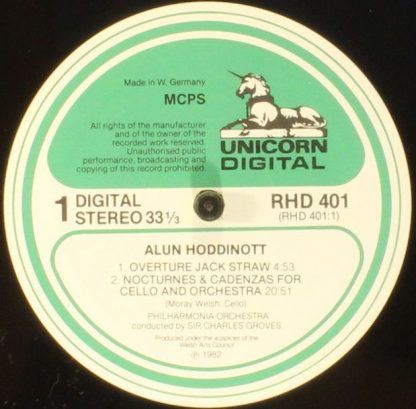 Made in W. Germany
MCPS
All rights of the manufacturer
and of the owner of the
recorded work reserved.
Unauthorised public
performance, broadcasting and
copying of this record prohibited.
UNICORN
DIGITAL
1 DIGITAL
STEREO 33 1/3
RHD 401
(RHD 401:1)
ALUN HODDINOTT
1. OVERTURE JACK STRAW 4:53
2. NOCTURNES & CADENZAS FOR
CELLO AND ORCHESTRA 20:51
(Moray Welsh: Cello)
PHILHARMONIA ORCHESTRA
conducted by SIR CHARLES GROVES
Produced under the auspices of the
Welsh Arts Council
℗ 1982